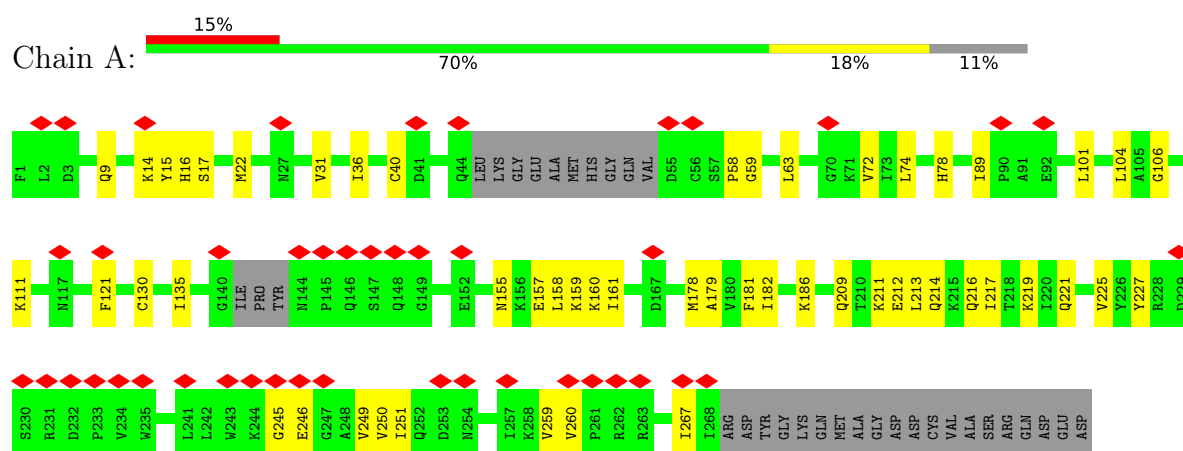 15%
Chain A:
70% 18% 11%
F1 L2 D3 Q9 K14 Y15 H16 S17 M22 N27 V31 I36 C40 D41 Q44 LEU LYS GLY GLU ALA MET HIS GLY GLN VAL D55 C56 S57 P58 G59 L63 G70 K71 V72 I73 L74 H78 I89 P90 A91 E92 L101 L104 A105 G106
K111 N117 F121 C130 I135 G140 ILE PRO TYR N144 P145 Q146 S147 Q148 G149 E152 N155 K156 E157 L158 K159 K160 I161 D167 M178 A179 V180 F181 I182 K186 Q209 T210 K211 E212 L213 Q214 K215 Q216 I217 T218 K219 I220 Q221 V225 Y226 Y227 R228 D229
S230 R231 D232 P233 V234 W235 L241 L242 W243 K244 G245 E246 G247 A248 V249 V250 I251 Q252 D253 N254 I257 K258 V259 V260 P261 R262 R263 I267 I268 ARG ASP TYR GLY LYS GLN MET ALA GLY ASP ASP CYS VAL ALA SER ARG GLN ASP GLU ASP